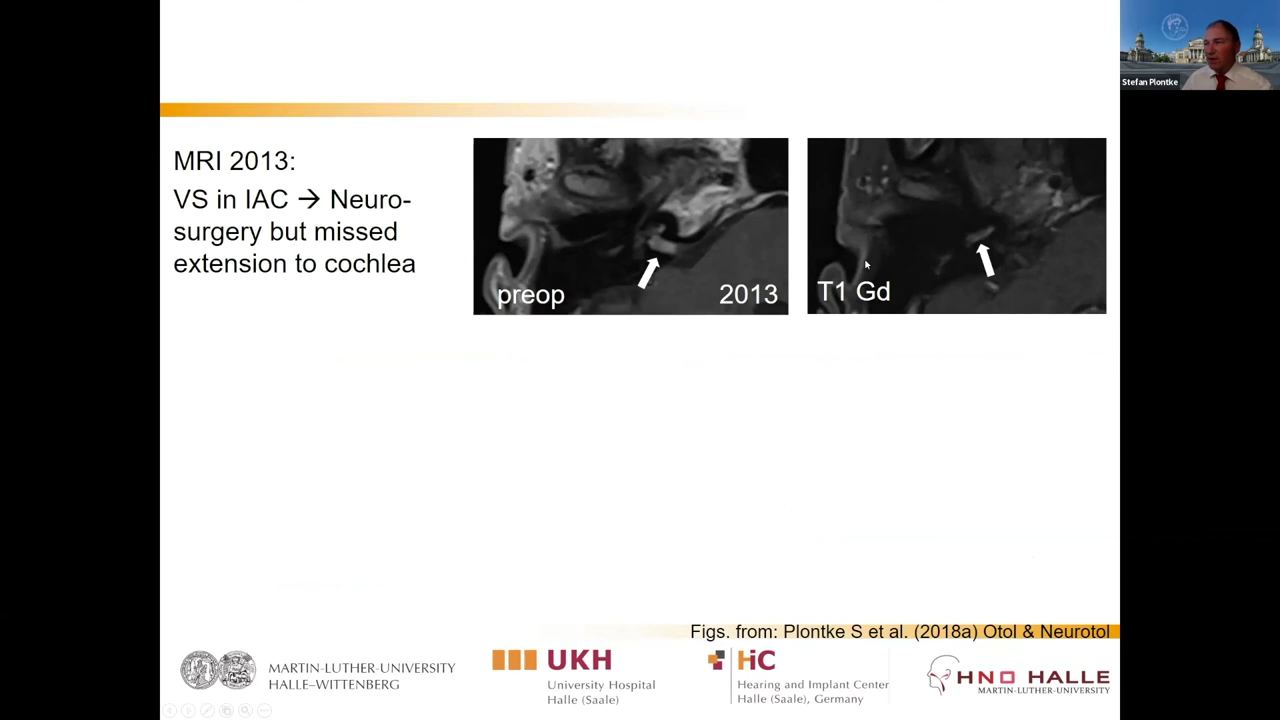 Stefan Plontke
MRI 2013:
VS in IAC → Neuro-
surgery but missed
extension to cochlea
preop
2013
T1 Gd
Figs. from: Plontke S et al. (2018a) Otol & Neurotol
MARTIN-LUTHER-UNIVERSITY
HALLE–WITTENBERG
UKH
University Hospital
Halle (Saale)
HiC
Hearing and Implant Center
Halle (Saale), Germany
HNO HALLE
MARTIN-LUTHER-UNIVERSITY